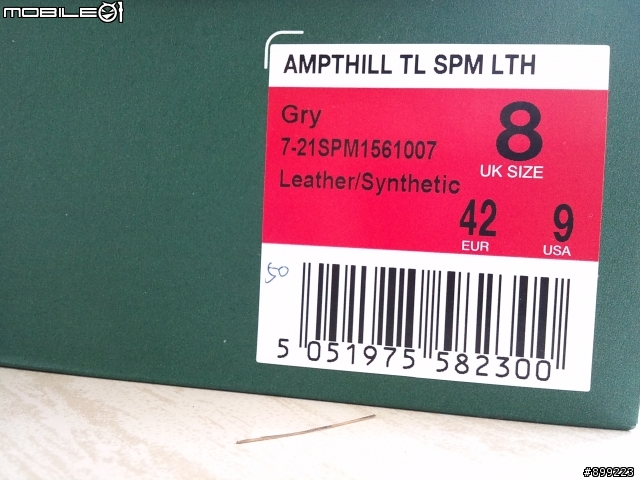 MOBILE01
AMPTHILL TL SPM LTH
Gry
7-21SPM1561007
Leather/Synthetic
8
UK SIZE
42
EUR
9
USA
50
5 051975 582300
#899223